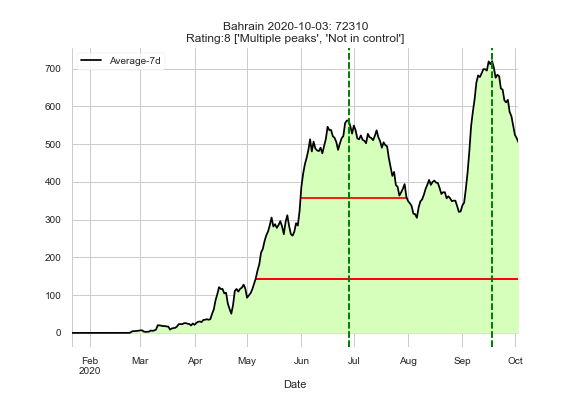 Bahrain 2020-10-03: 72310
Rating:8 ['Multiple peaks', 'Not in control']
Average-7d
700
600
500
400
300
200
100
0
Feb Mar Apr May Jun Jul Aug Sep Oct
2020
Date